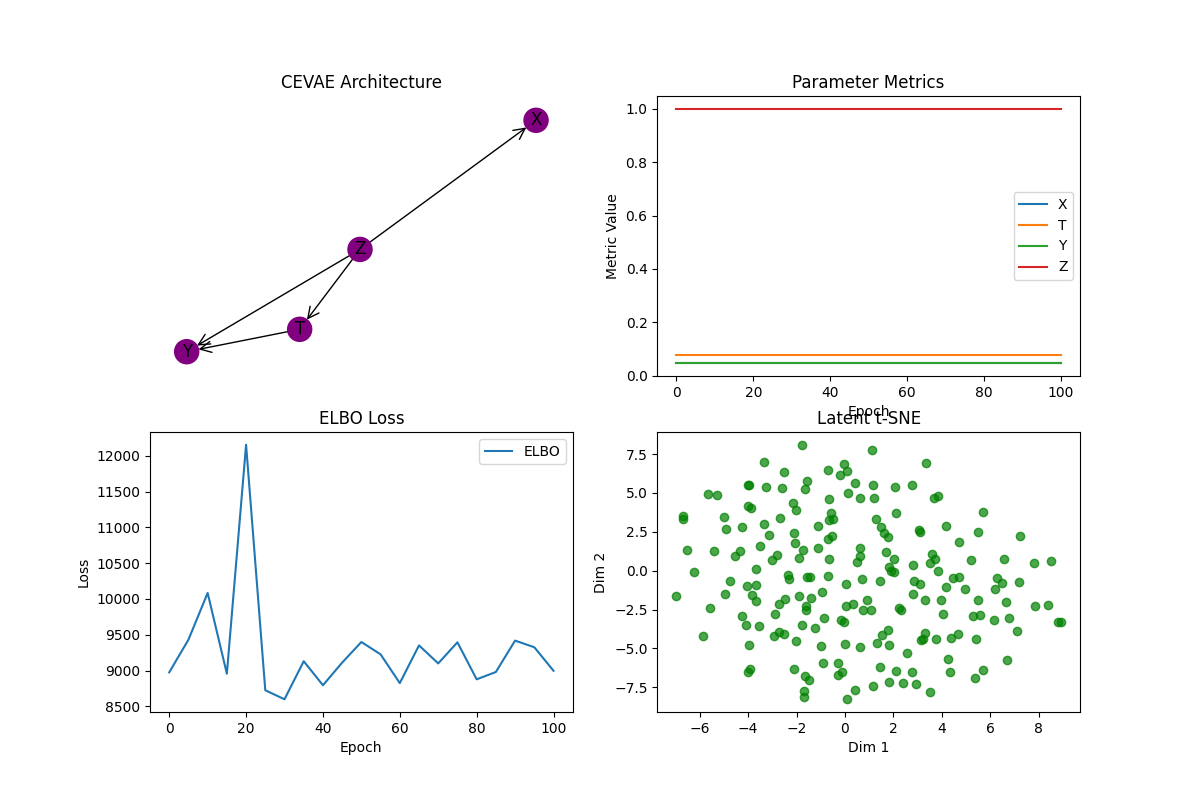 CEVAE Architecture
X
Z
T
Y
Parameter Metrics
Metric Value
1.0
0.8
0.6
0.4
0.2
0.0
X
T
Y
Z
0 20 40 60 80 100
Epoch
ELBO Loss
Loss
12000
11500
11000
10500
10000
9500
9000
8500
ELBO
0 20 40 60 80 100
Epoch
Latent t-SNE
Dim 2
7.5
5.0
2.5
0.0
−2.5
−5.0
−7.5
−6 −4 −2 0 2 4 6 8
Dim 1